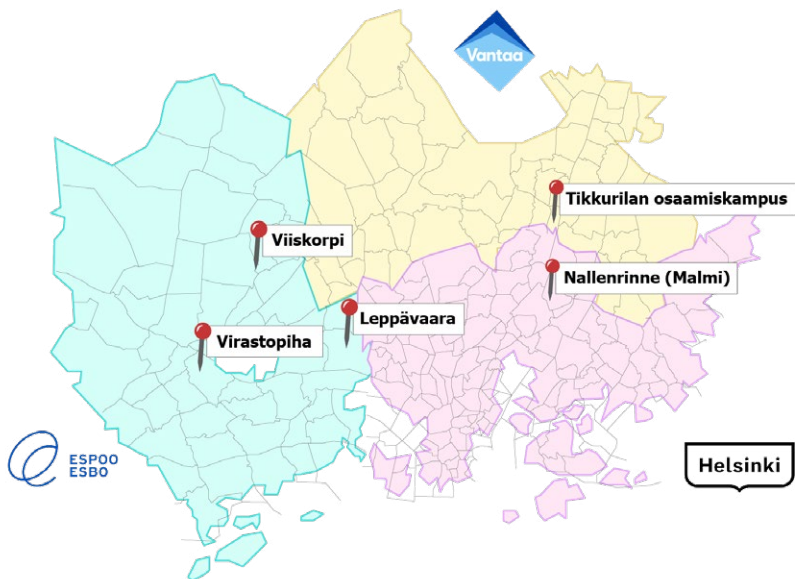 Vantaa
Tikkurilan osaamiskampus
Viiskorpi
Nallenrinne (Malmi)
Leppävaara
Virastopiha
ESPOO
ESBO
Helsinki